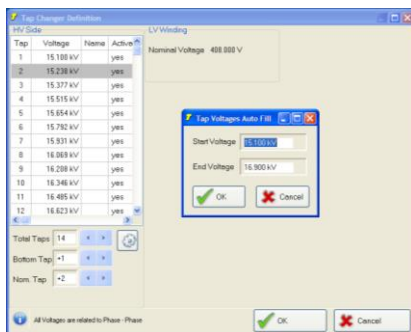 Tap Changer Definition
HV Side
Tap Voltage Name Active
1 15.100 kV yes
2 15.238 kV yes
3 15.377 kV yes
4 15.515 kV yes
5 15.654 kV yes
6 15.792 kV yes
7 15.931 kV yes
8 16.069 kV yes
9 16.208 kV yes
10 16.346 kV yes
11 16.485 kV yes
12 16.623 kV yes
Total Taps 14
Bottom Tap +1
Nom. Tap +2
LV Winding
Nominal Voltage 400.000 V
Tap Voltages Auto Fill
Start Voltage 15.100 kV
End Voltage 16.900 kV
OK Cancel
All Voltages are related to Phase - Phase
OK Cancel